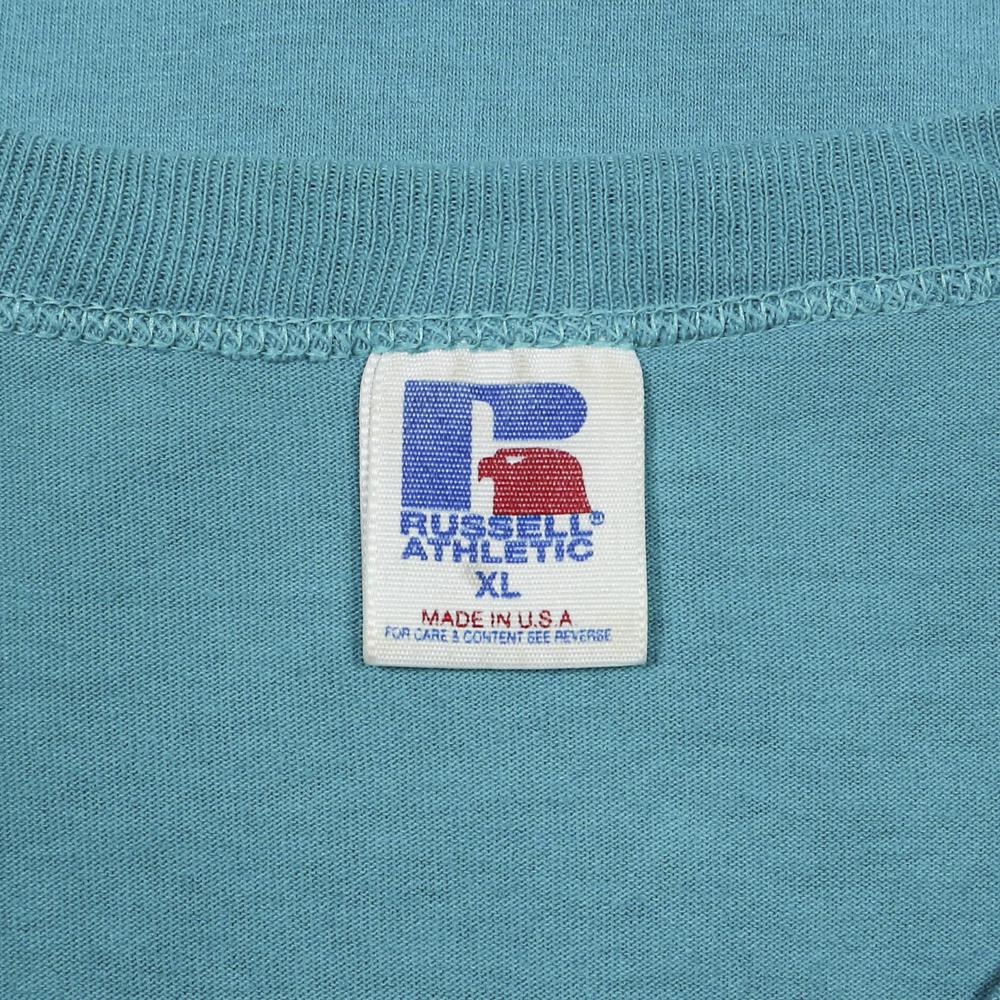 RUSSELL®
ATHLETIC
XL
MADE IN U.S.A
FOR CARE & CONTENT SEE REVERSE